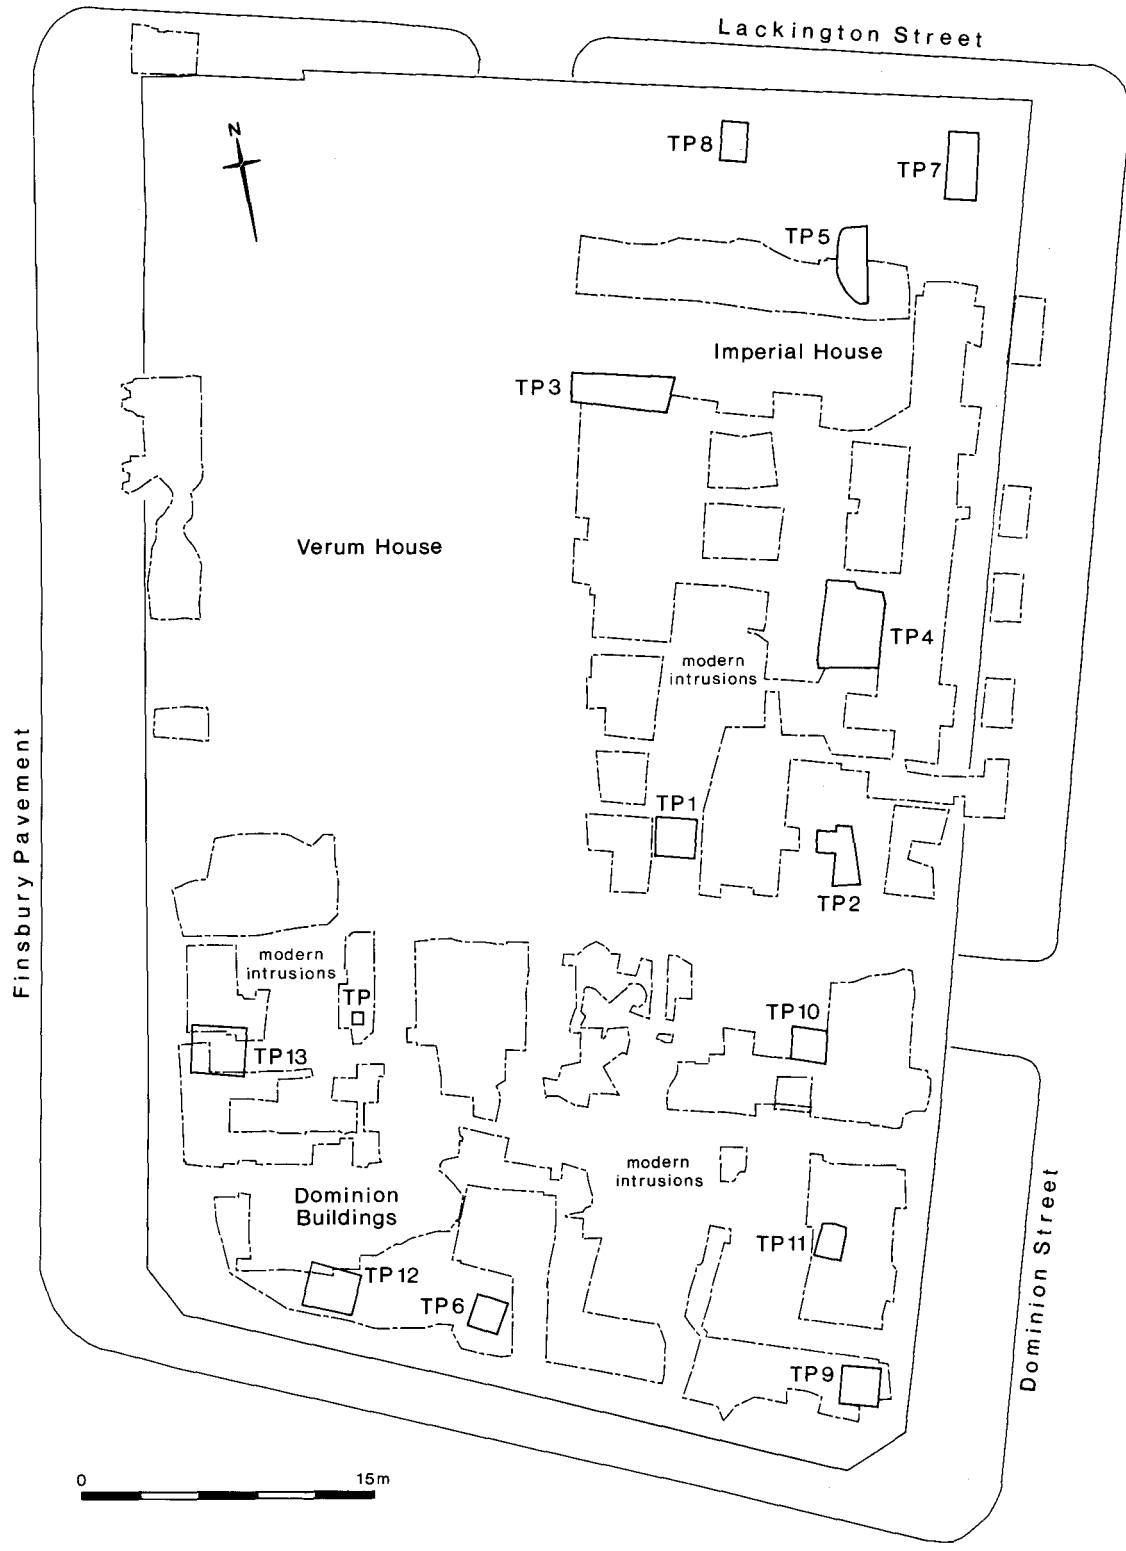 Lackington Street
N
TP8
TP7
TP5
Imperial House
TP3
Verum House
TP4
modern
intrusions
Finsbury Pavement
TP1
TP2
modern
intrusions
TP
TP10
TP13
modern
intrusions
Dominion
Buildings
TP11
Dominion Street
TP12
TP6
TP9
0 15m